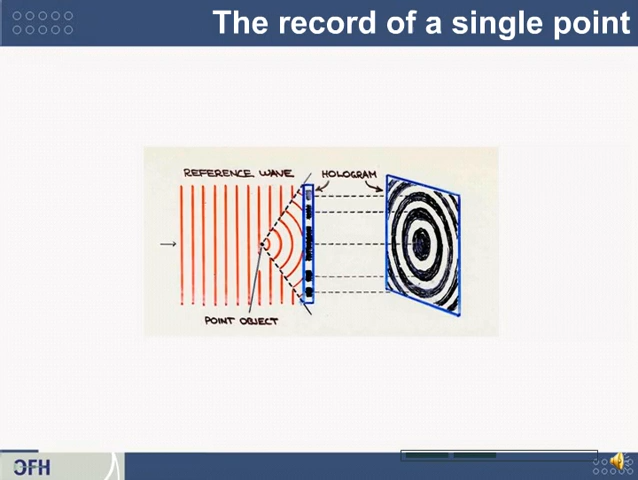 The record of a single point
REFERENCE WAVE
HOLOGRAM
POINT OBJECT
OFH